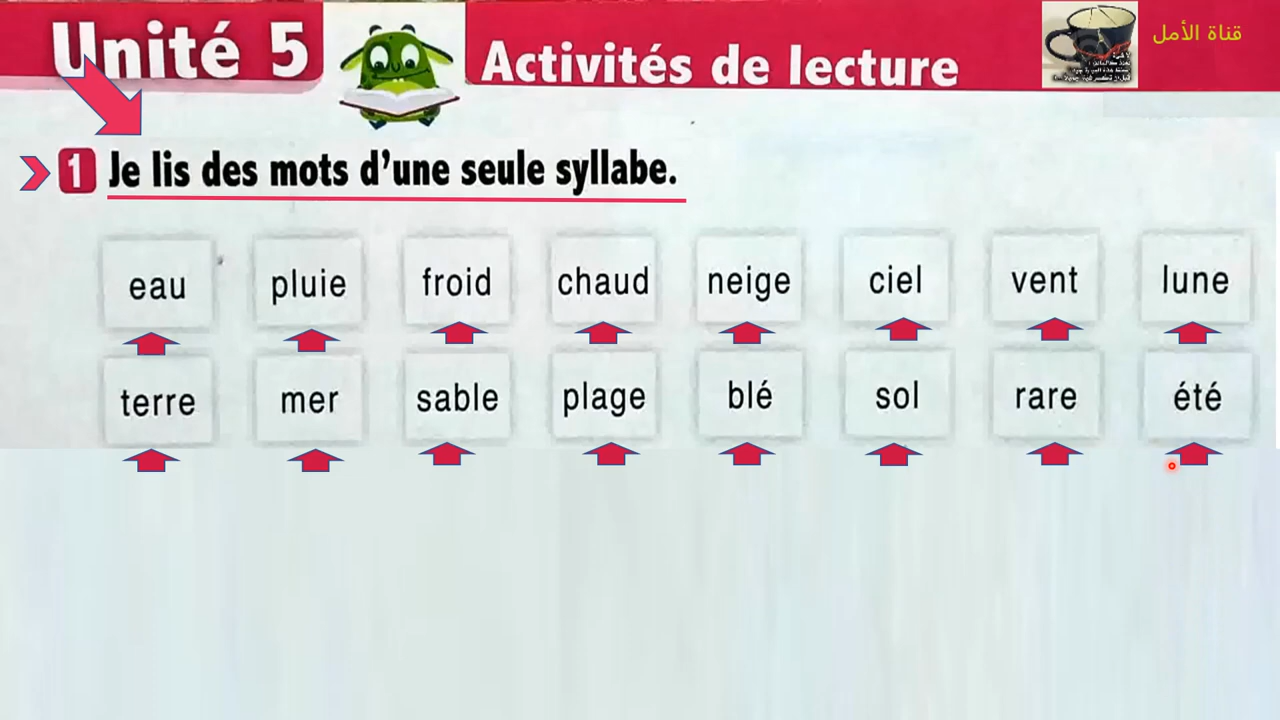 Unité 5
Activités de lecture
قناة الأمل
1 Je lis des mots d’une seule syllabe.
eau pluie froid chaud neige ciel vent lune
terre mer sable plage blé sol rare été